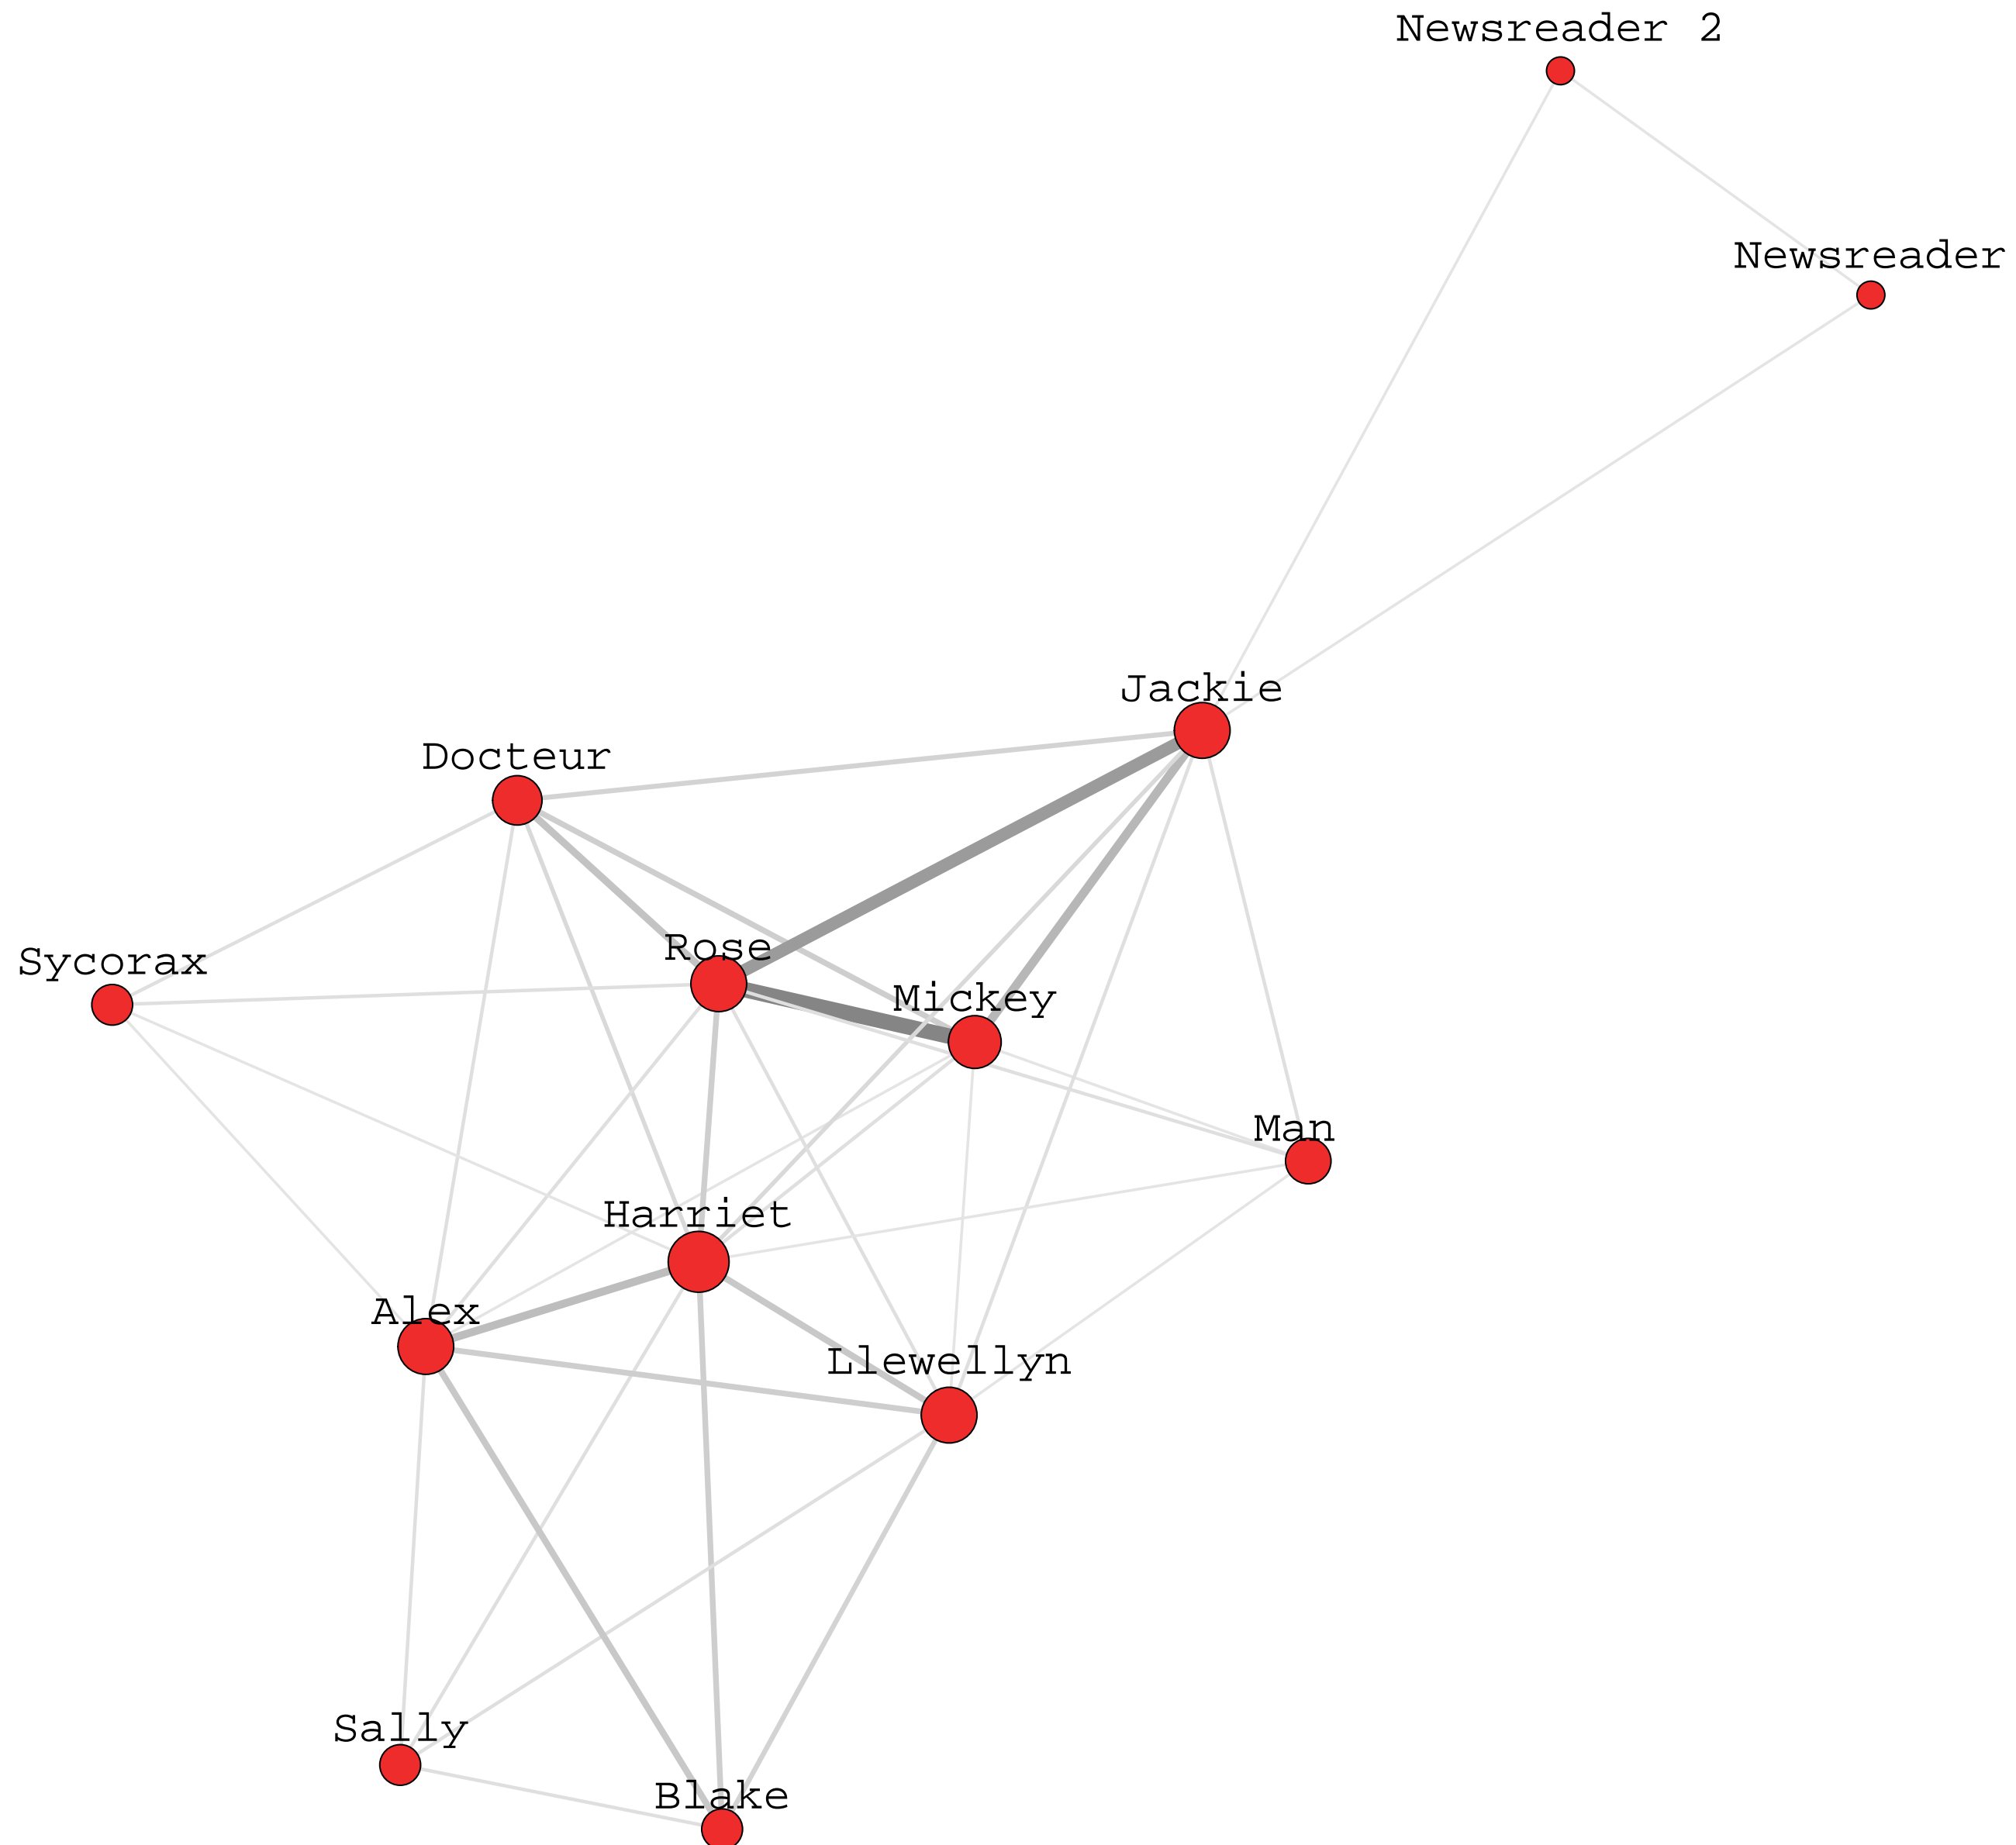 Newsreader 2
Newsreader
Jackie
Docteur
Rose
Sycorax
Mickey
Man
Harriet
Alex
Llewellyn
Sally
Blake